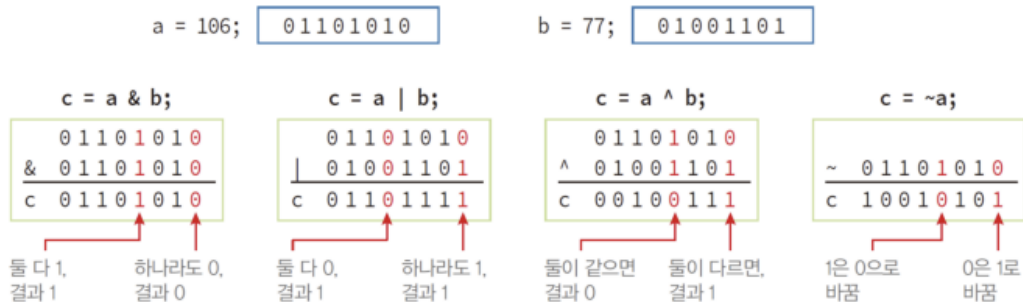 a = 106; 01101010 b = 77; 01001101
c = a & b;
01101010
& 01101010
c 01101010
둘 다 1,
결과 1
하나라도 0,
결과 0
c = a | b;
01101010
| 01001101
c 01101111
둘 다 0,
결과 1
하나라도 1,
결과 1
c = a ^ b;
01101010
^ 01001101
c 00100111
둘이 같으면
결과 0
둘이 다르면,
결과 1
c = ~a;
~ 01101010
c 10010101
1은 0으로
바꿈
0은 1로
바꿈